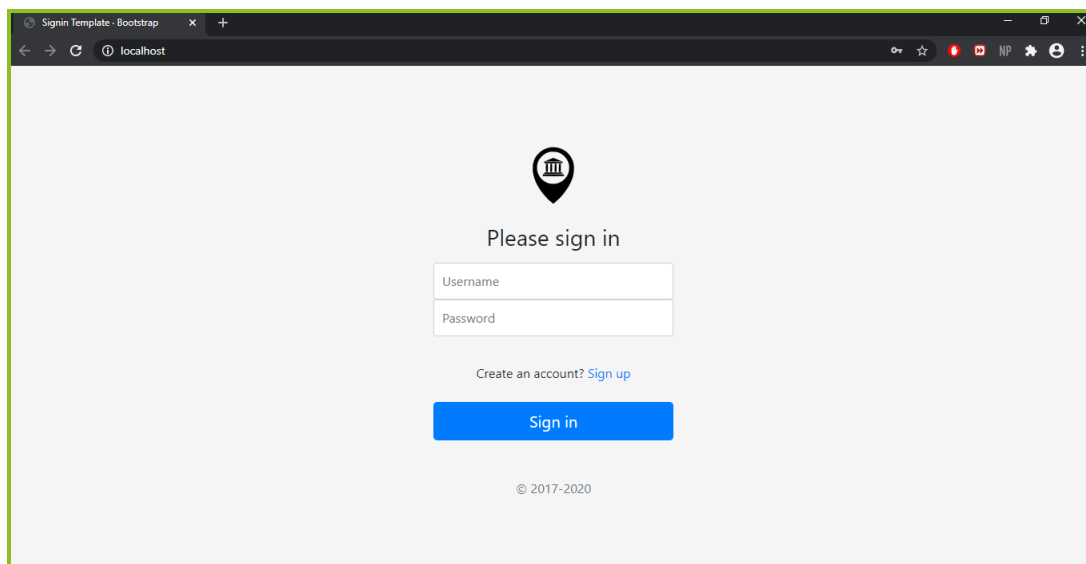 Signin Template · Bootstrap
localhost
NP
Please sign in
Username
Password
Create an account? Sign up
Sign in
© 2017-2020